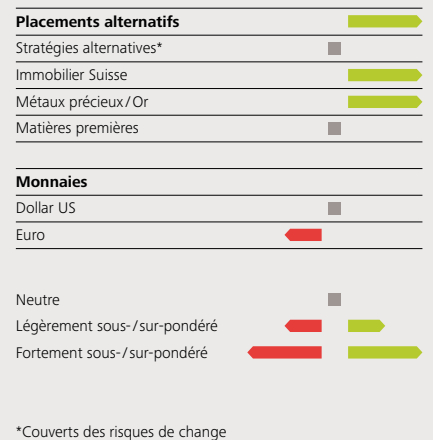 Placements alternatifs
Stratégies alternatives*
Immobilier Suisse
Métaux précieux/Or
Matières premières
Monnaies
Dollar US
Euro
Neutre
Légèrement sous-/sur-pondéré
Fortement sous-/sur-pondéré
*Couverts des risques de change